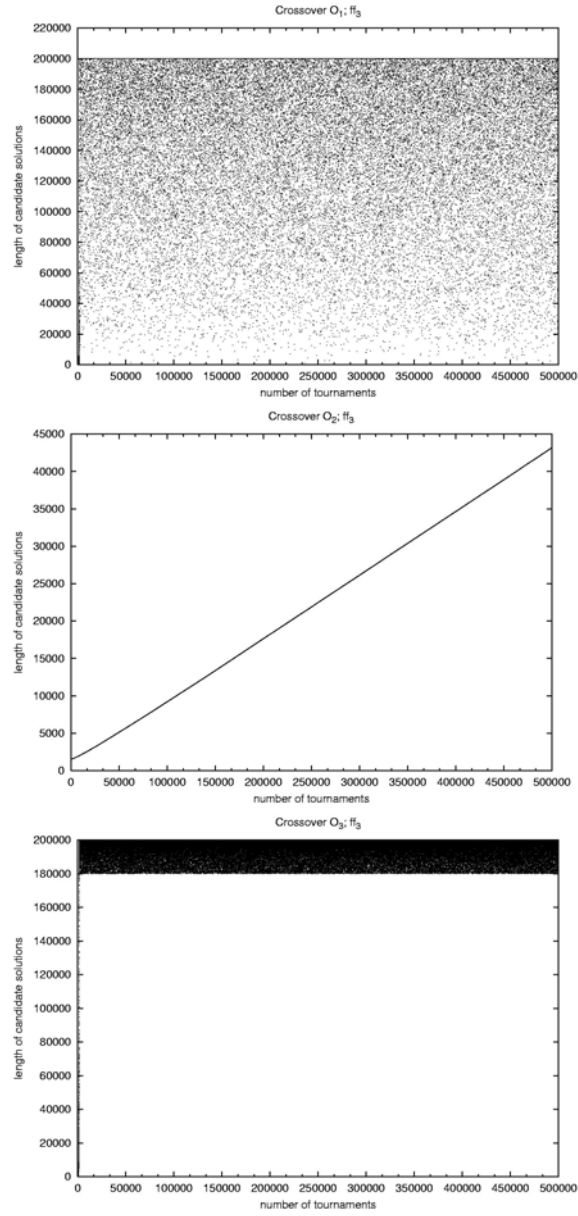 Crossover O₁; ff₃
220000
200000
180000
160000
140000
120000
100000
80000
60000
40000
20000
0
length of candidate solutions
0 50000 100000 150000 200000 250000 300000 350000 400000 450000 500000
number of tournaments
Crossover O₂; ff₃
45000
40000
35000
30000
25000
20000
15000
10000
5000
0
length of candidate solutions
0 50000 100000 150000 200000 250000 300000 350000 400000 450000 500000
number of tournaments
Crossover O₃; ff₃
200000
180000
160000
140000
120000
100000
80000
60000
40000
20000
0
length of candidate solutions
0 50000 100000 150000 200000 250000 300000 350000 400000 450000 500000
number of tournaments